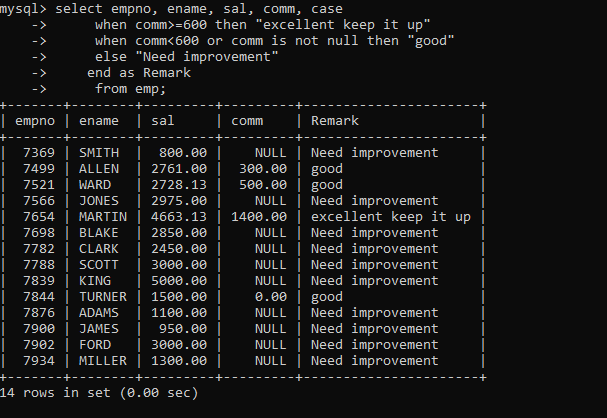 mysql> select empno, ename, sal, comm, case
    ->      when comm>=600 then "excellent keep it up"
    ->      when comm<600 or comm is not null then "good"
    ->      else "Need improvement"
    ->     end as Remark
    ->      from emp;
+-------+--------+---------+---------+----------------------+
| empno | ename  | sal     | comm    | Remark               |
+-------+--------+---------+---------+----------------------+
|  7369 | SMITH  |  800.00 |    NULL | Need improvement     |
|  7499 | ALLEN  | 2761.00 |  300.00 | good                 |
|  7521 | WARD   | 2728.13 |  500.00 | good                 |
|  7566 | JONES  | 2975.00 |    NULL | Need improvement     |
|  7654 | MARTIN | 4663.13 | 1400.00 | excellent keep it up |
|  7698 | BLAKE  | 2850.00 |    NULL | Need improvement     |
|  7782 | CLARK  | 2450.00 |    NULL | Need improvement     |
|  7788 | SCOTT  | 3000.00 |    NULL | Need improvement     |
|  7839 | KING   | 5000.00 |    NULL | Need improvement     |
|  7844 | TURNER | 1500.00 |    0.00 | good                 |
|  7876 | ADAMS  | 1100.00 |    NULL | Need improvement     |
|  7900 | JAMES  |  950.00 |    NULL | Need improvement     |
|  7902 | FORD   | 3000.00 |    NULL | Need improvement     |
|  7934 | MILLER | 1300.00 |    NULL | Need improvement     |
+-------+--------+---------+---------+----------------------+
14 rows in set (0.00 sec)